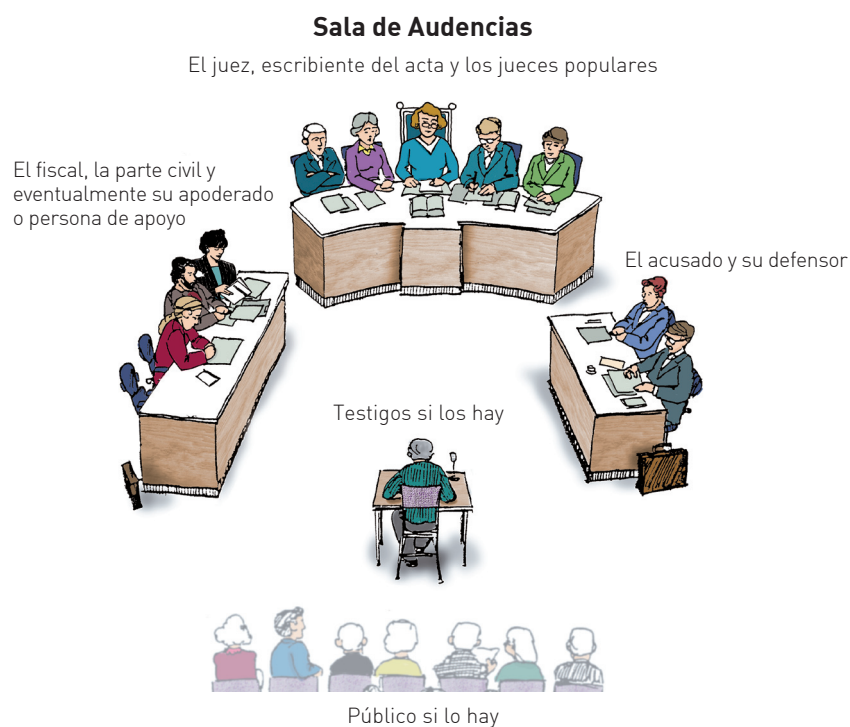 Sala de Audencias
El juez, escribiente del acta y los jueces populares
El fiscal, la parte civil y
eventualmente su apoderado
o persona de apoyo
El acusado y su defensor
Testigos si los hay
Público si lo hay